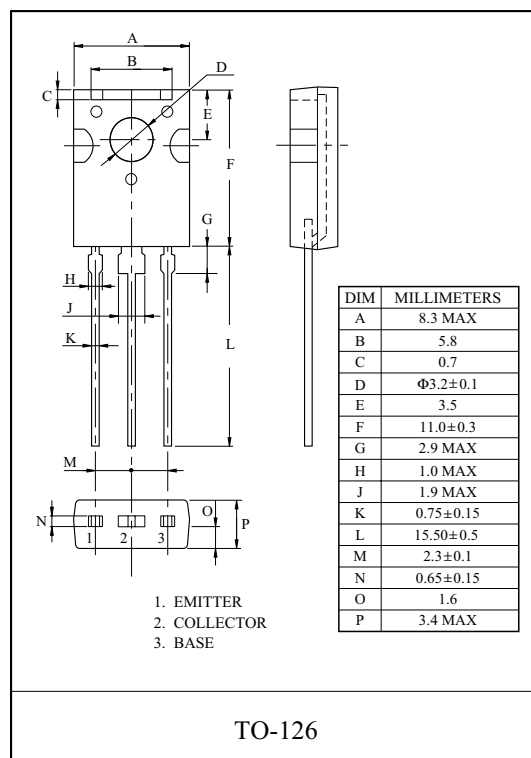 A
B
D
C
E
F
G
H
J
K
L
M
N
O
P
1 2 3
1. EMITTER
2. COLLECTOR
3. BASE
DIM MILLIMETERS
A 8.3 MAX
B 5.8
C 0.7
D Φ3.2±0.1
E 3.5
F 11.0±0.3
G 2.9 MAX
H 1.0 MAX
J 1.9 MAX
K 0.75±0.15
L 15.50±0.5
M 2.3±0.1
N 0.65±0.15
O 1.6
P 3.4 MAX
TO-126